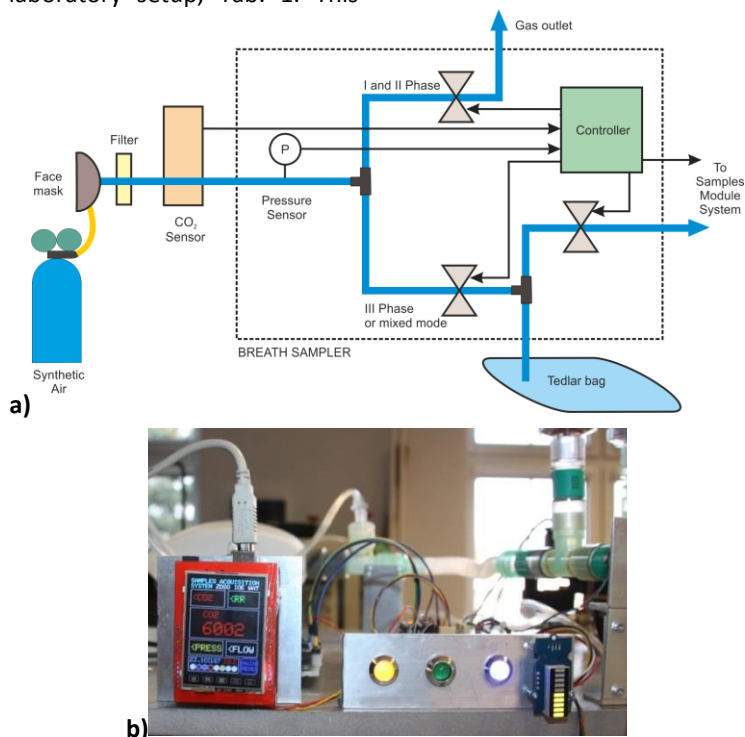 laboratory setup, Tab. 1. This
Gas outlet
I and II Phase
Controller
Filter
Face
mask
P
To
Samples
Module
System
Pressure
Sensor
CO₂
Sensor
III Phase
or mixed mode
BREATH SAMPLER
Synthetic
Air
Tedlar bag
a)
SAMPLES ACQUISITION
<CO2
<RR
CO2
6002
<PRESS
<FLOW
b)